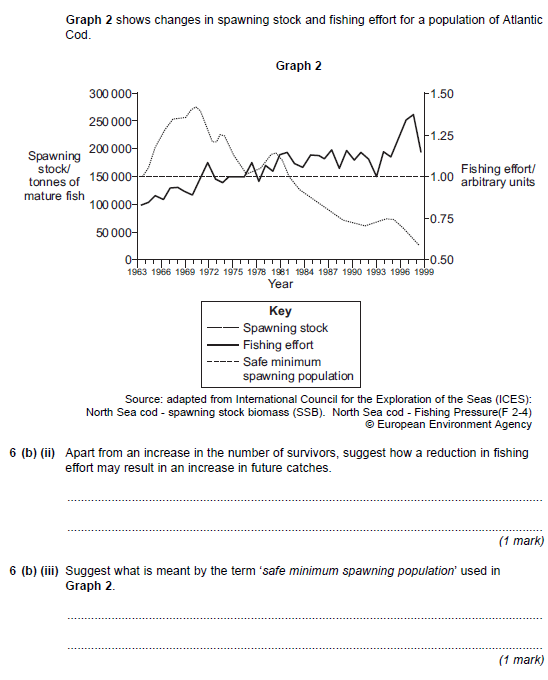 Graph 2 shows changes in spawning stock and fishing effort for a population of Atlantic
Cod.
Graph 2
300 000
250 000
200 000
150 000
100 000
50 000
0
Spawning
stock/
tonnes of
mature fish
1.50
1.25
1.00
0.75
0.50
Fishing effort/
arbitrary units
1963 1966 1969 1972 1975 1978 1981 1984 1987 1990 1993 1996 1999
Year
Key
Spawning stock
Fishing effort
Safe minimum
spawning population
Source: adapted from International Council for the Exploration of the Seas (ICES):
North Sea cod - spawning stock biomass (SSB). North Sea cod - Fishing Pressure(F 2-4)
© European Environment Agency
6 (b) (ii) Apart from an increase in the number of survivors, suggest how a reduction in fishing
effort may result in an increase in future catches.
(1 mark)
6 (b) (iii) Suggest what is meant by the term ‘safe minimum spawning population’ used in
Graph 2.
(1 mark)